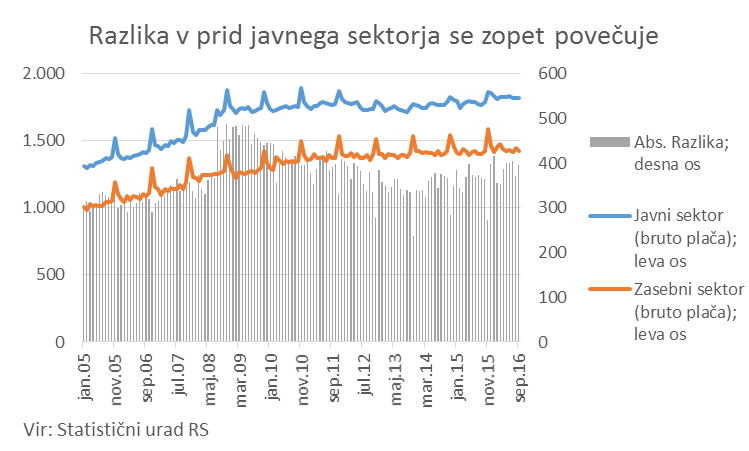 Razlika v prid javnega sektorja se zopet povečuje
2.000
1.500
1.000
500
0
600
500
400
300
200
100
0
jan.05
nov.05
sep.06
jul.07
maj.08
mar.09
jan.10
nov.10
sep.11
jul.12
maj.13
mar.14
jan.15
nov.15
sep.16
Abs. Razlika;
desna os
Javni sektor
(bruto plača);
leva os
Zasebni sektor
(bruto plača);
leva os
Vir: Statistični urad RS